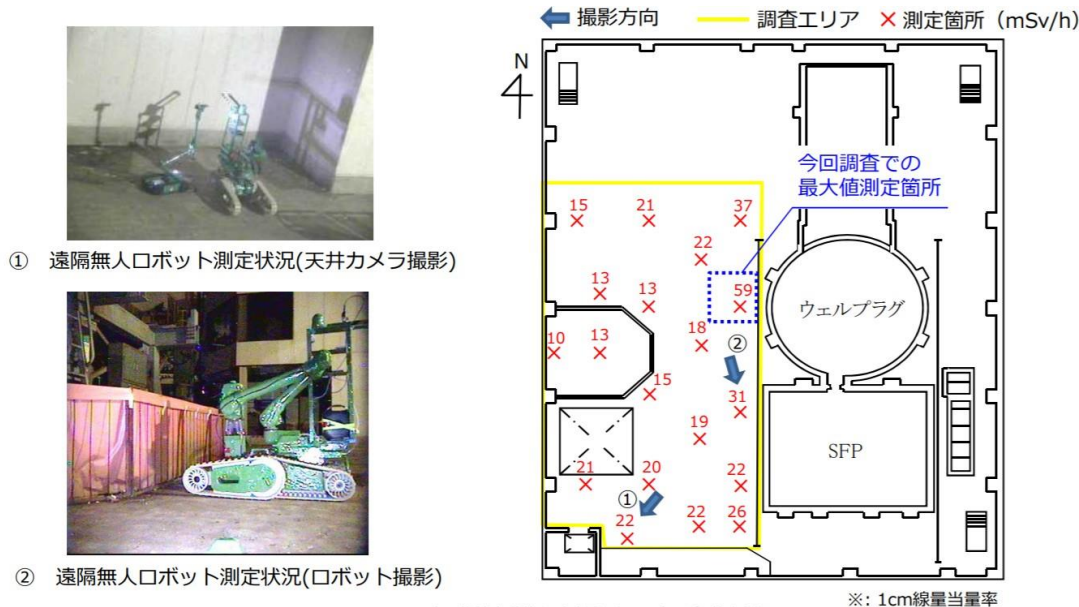 撮影方向
調査エリア
× 測定箇所（mSv/h）
N
今回調査での
最大値測定箇所
15
21
37
22
13
13
59
ウェルプラグ
10
13
18
②
15
31
19
SFP
21
20
22
①
22
22
26
※: 1cm線量当量率
① 遠隔無人ロボット測定状況(天井カメラ撮影)
② 遠隔無人ロボット測定状況(ロボット撮影)